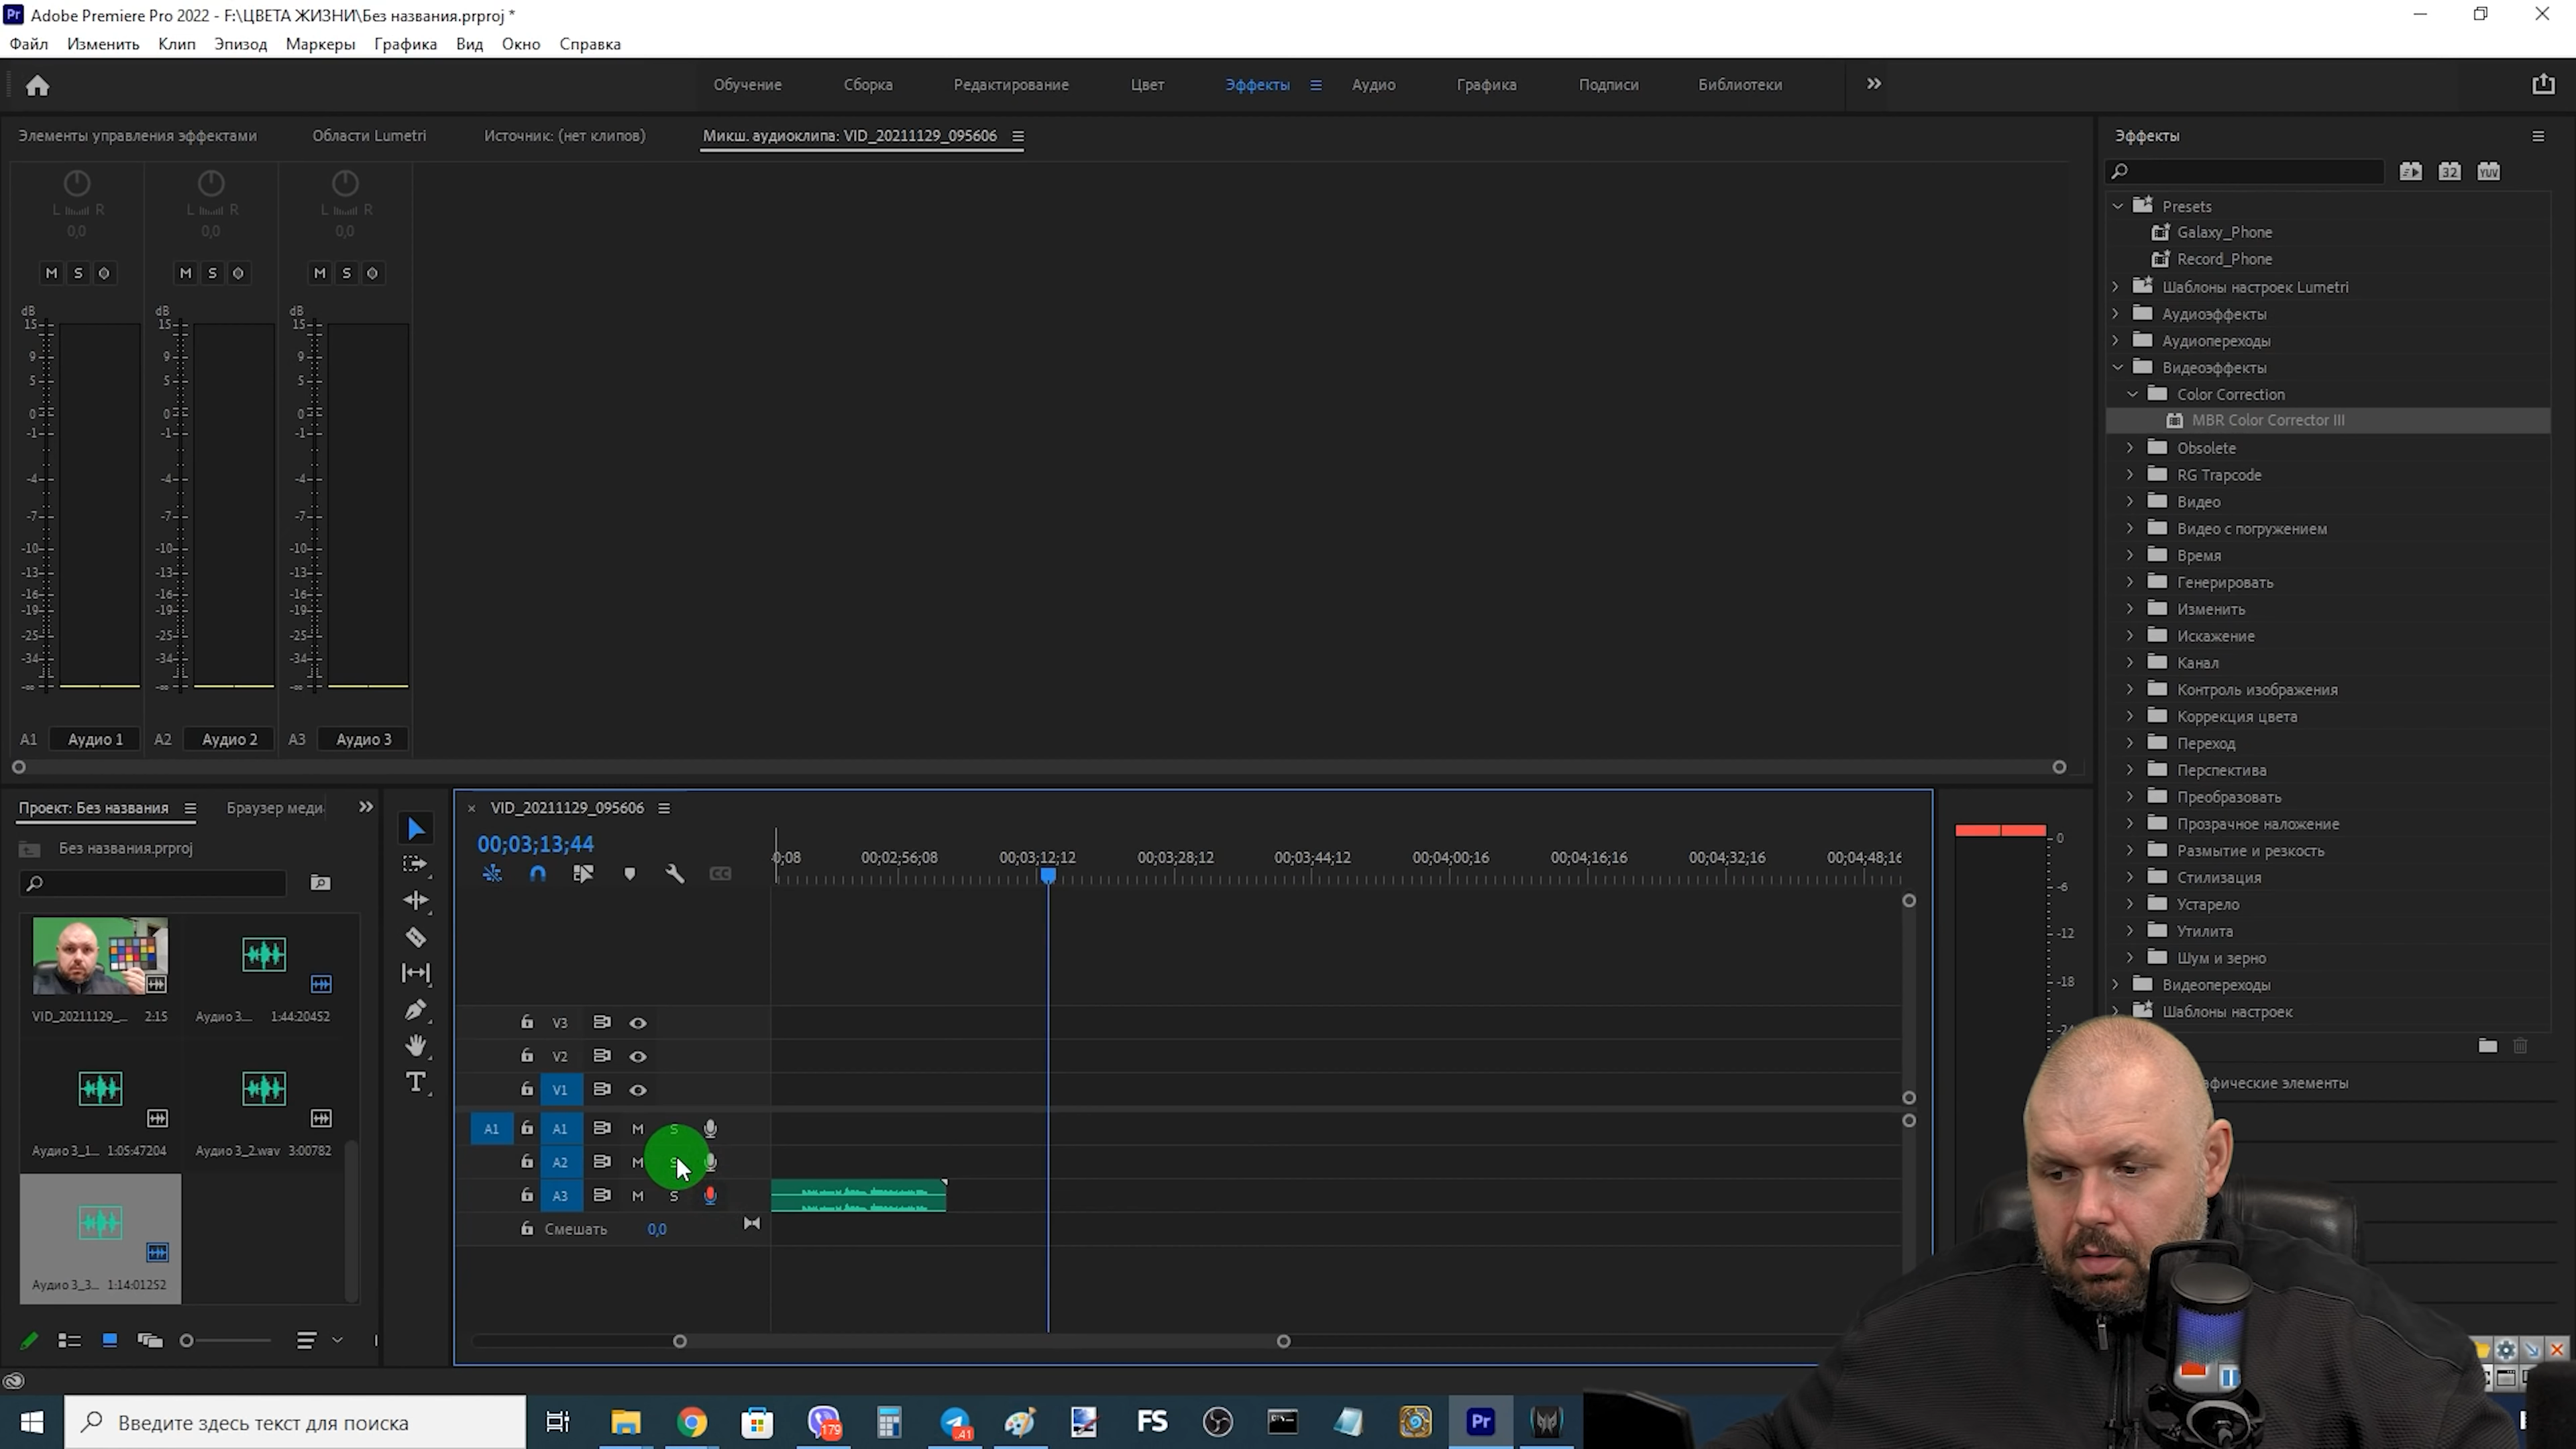 Adobe Premiere Pro 2022 - F:\ЦВЕТА ЖИЗНИ\Без названия.prproj *
Файл Изменить Клип Эпизод Маркеры Графика Вид Окно Справка
Обучение Сборка Редактирование Цвет Эффекты Аудио Графика Подписи Библиотеки
Элементы управления эффектами Области Lumetri Источник: (нет клипов) Микш. аудиоклипа: VID_20211129_095606
L R L R L R
0,0 0,0 0,0
M S M S M S
dB dB dB
15 15 15
9 9 9
5 5 5
0 0 0
-1 -1 -1
-4 -4 -4
-7 -7 -7
-10 -10 -10
-13 -13 -13
-16 -16 -16
-19 -19 -19
-25 -25 -25
-34 -34 -34
-∞ -∞ -∞
A1 Аудио 1 A2 Аудио 2 A3 Аудио 3
Эффекты
32 YUV
Presets
Galaxy_Phone
Record_Phone
Шаблоны настроек Lumetri
Аудиоэффекты
Аудиопереходы
Видеоэффекты
Color Correction
MBR Color Corrector III
Obsolete
RG Trapcode
Видео
Видео с погружением
Время
Генерировать
Изменить
Искажение
Канал
Контроль изображения
Коррекция цвета
Переход
Перспектива
Преобразовать
Прозрачное наложение
Размытие и резкость
Стилизация
Устарело
Утилита
Шум и зерно
Видеопереходы
Шаблоны настроек
афические элементы
Проект: Без названия Браузер меди
Без названия.prproj
VID_20211129_... 2:15 Аудио 3... 1:44:20452
Аудио 3_1... 1:05:47204 Аудио 3_2.wav 3:00782
Аудио 3_3... 1:14:01252
VID_20211129_095606
00;03;13;44
0;08 00;02;56;08 00;03;12;12 00;03;28;12 00;03;44;12 00;04;00;16 00;04;16;16 00;04;32;16 00;04;48;16
CC
V3
V2
V1
A1 A1 M S
A2 M S
A3 M S
Смешать 0,0
T
0
-6
-12
-18
Введите здесь текст для поиска
179 41 FS Pr